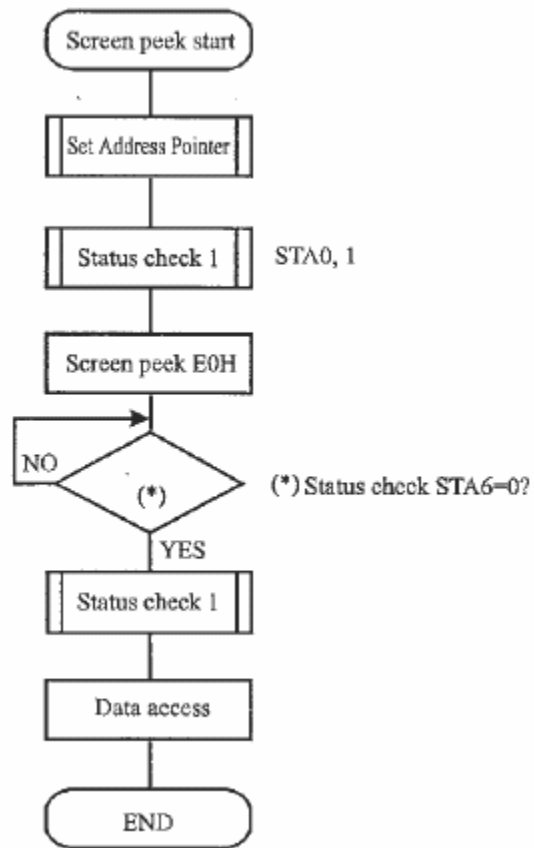 Screen peek start
Set Address Pointer
Status check 1
STA0, 1
Screen peek E0H
NO
(*)
(*) Status check STA6=0?
YES
Status check 1
Data access
END